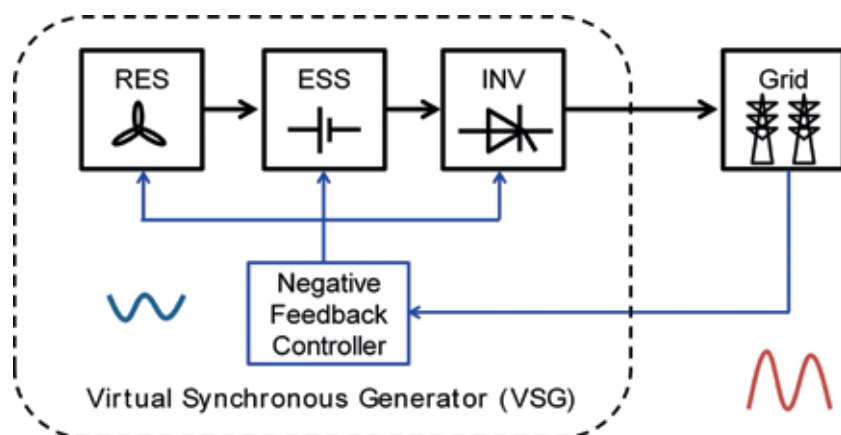 RES
ESS
INV
Grid
Negative
Feedback
Controller
Virtual Synchronous Generator (VSG)